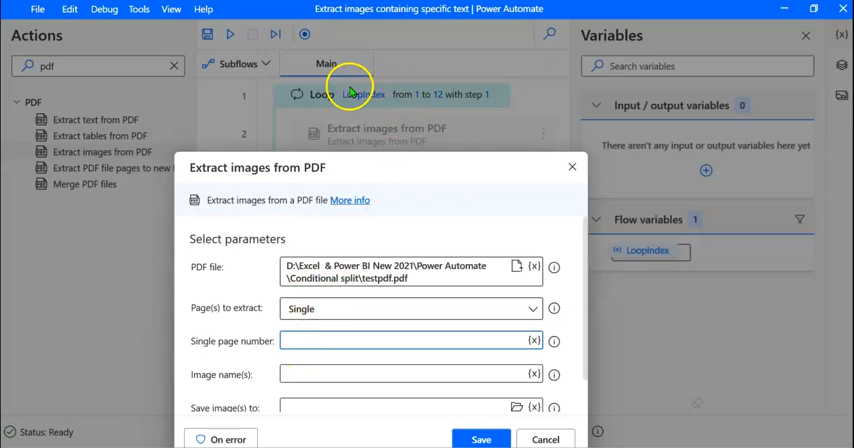 File Edit Debug Tools View Help
Extract images containing specific text | Power Automate
Actions
pdf
PDF
Extract text from PDF
Extract tables from PDF
Extract images from PDF
Extract PDF file pages to new
Merge PDF files
Status: Ready
Subflows
Main
1
Loop LoopIndex from 1 to 12 with step 1
2
Extract images from PDF
Extract images from PDF
Extract images from PDF
Extract images from a PDF file More info
Select parameters
PDF file:
D:\Excel & Power BI New 2021\Power Automate
\Conditional split\testpdf.pdf
{x}
Page(s) to extract:
Single
Single page number:
{x}
Image name(s):
{x}
Save image(s) to:
{x}
On error
Save
Cancel
Variables
{x}
Search variables
Input / output variables 0
There aren't any input or output variables here yet
Flow variables 1
(x) LoopIndex